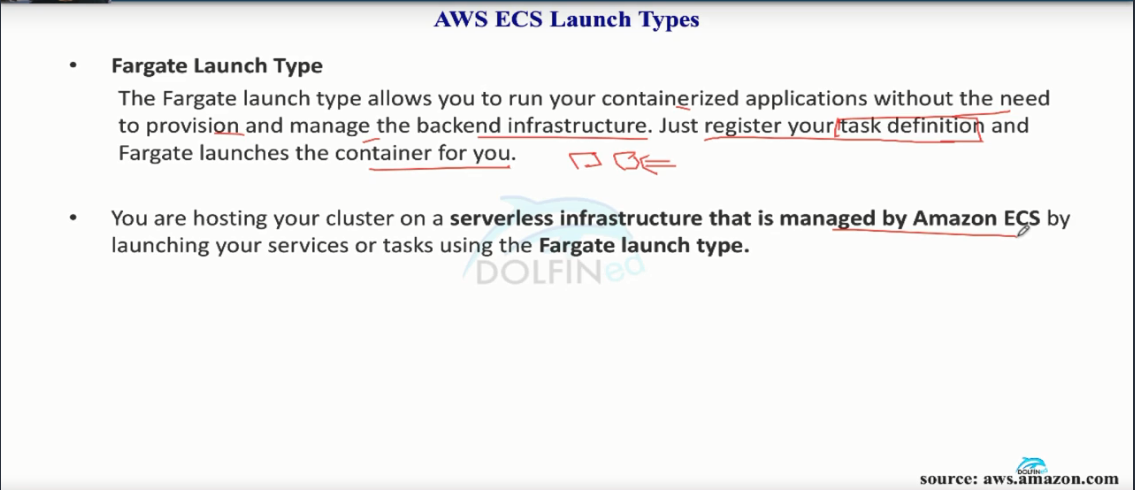 AWS ECS Launch Types
• Fargate Launch Type
The Fargate launch type allows you to run your containerized applications without the need
to provision and manage the backend infrastructure. Just register your task definition and
Fargate launches the container for you.
• You are hosting your cluster on a serverless infrastructure that is managed by Amazon ECS by
launching your services or tasks using the Fargate launch type.
DOLFINed
DOLFINed
source: aws.amazon.com